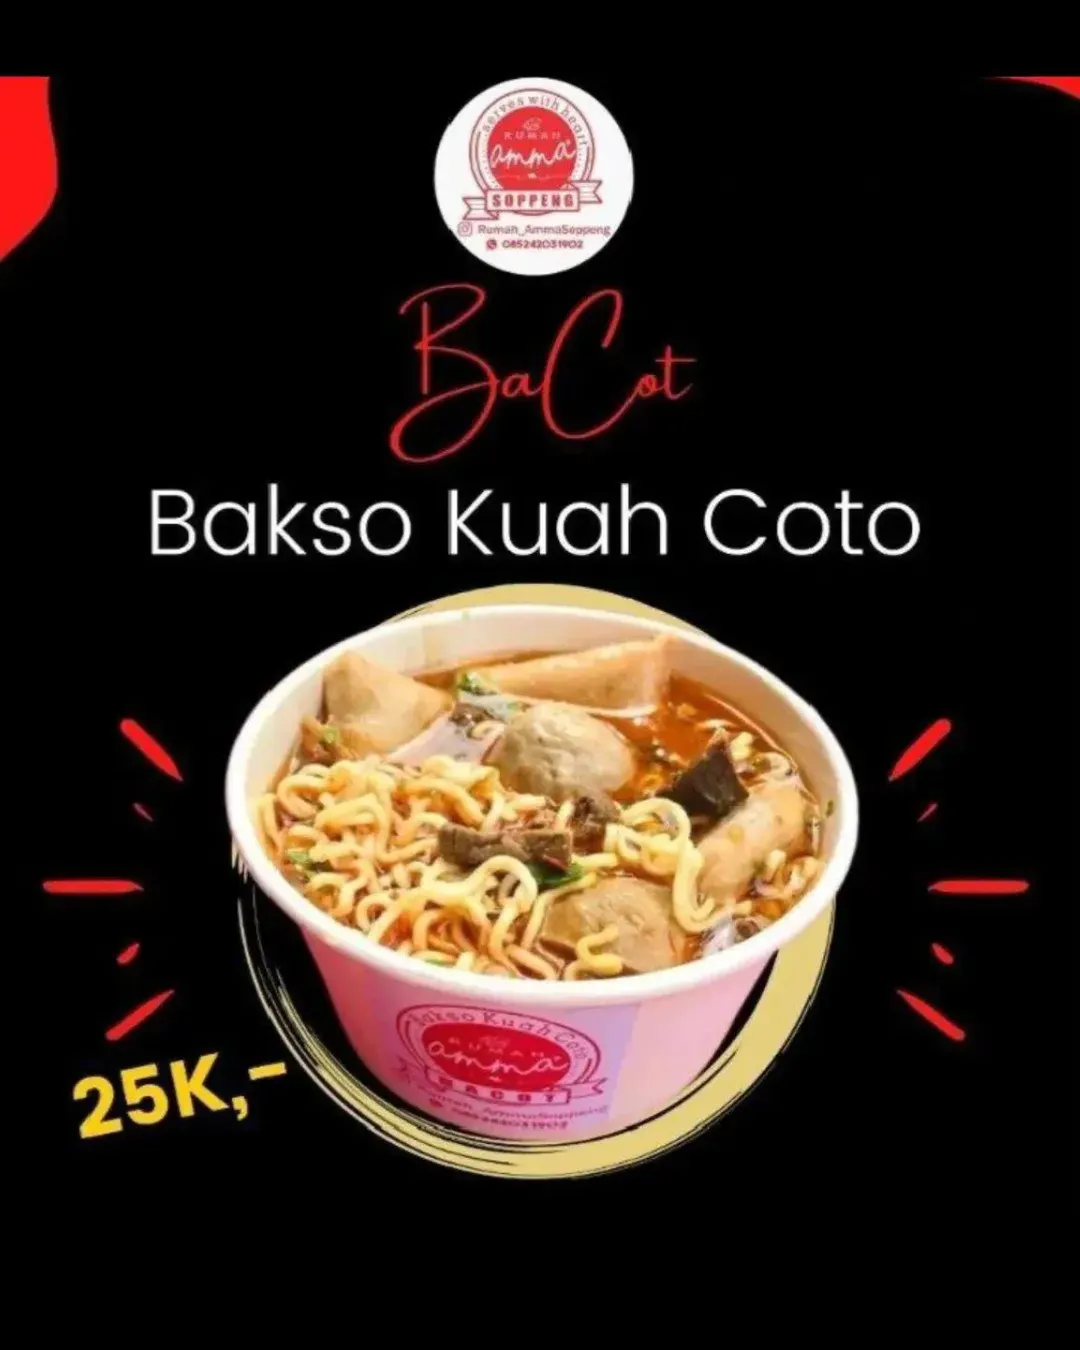 serves with heart
RUMAH
amma
SOPPENG
Rumah_AmmaSoppeng
085242031902
BaCot
Bakso Kuah Coto
Bakso Kuah Coto
RUMAH
amma
BACOT
25K,-